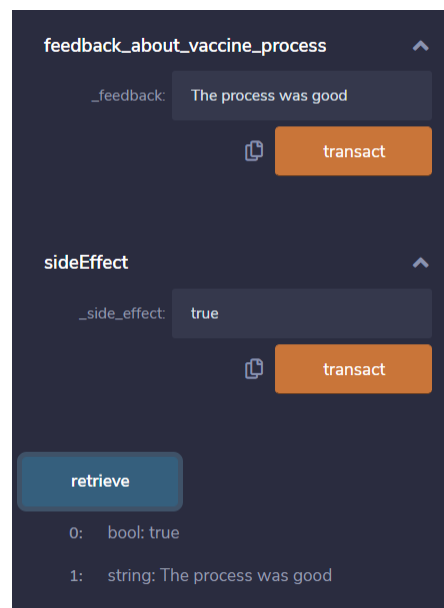 feedback_about_vaccine_process
_feedback: The process was good
transact
sideEffect
_side_effect: true
transact
retrieve
0: bool: true
1: string: The process was good